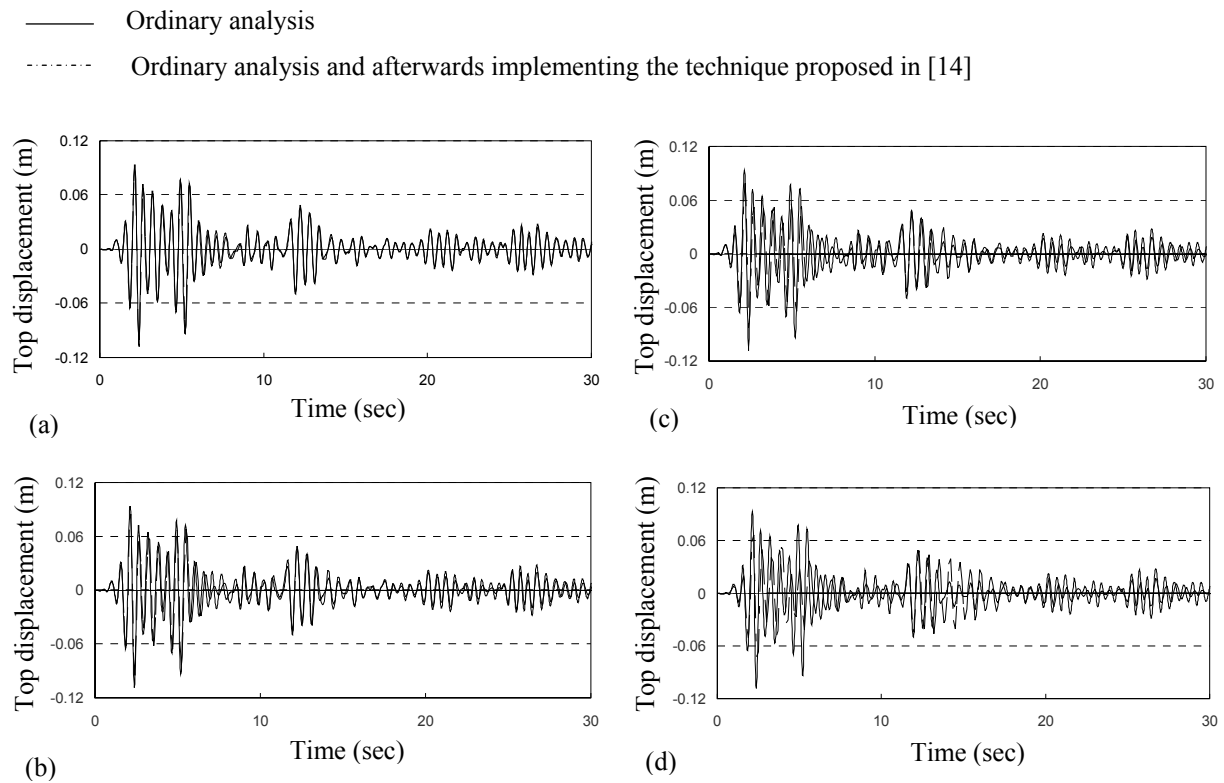 Ordinary analysis
Ordinary analysis and afterwards implementing the technique proposed in [14]
Top displacement (m)
0.12
0.06
0
-0.06
-0.12
0 10 20 30
Time (sec)
(a)
Top displacement (m)
0.12
0.06
0
-0.06
-0.12
0 10 20 30
Time (sec)
(c)
Top displacement (m)
0.12
0.06
0
-0.06
-0.12
0 10 20 30
Time (sec)
(b)
Top displacement (m)
0.12
0.06
0
-0.06
-0.12
0 10 20 30
Time (sec)
(d)